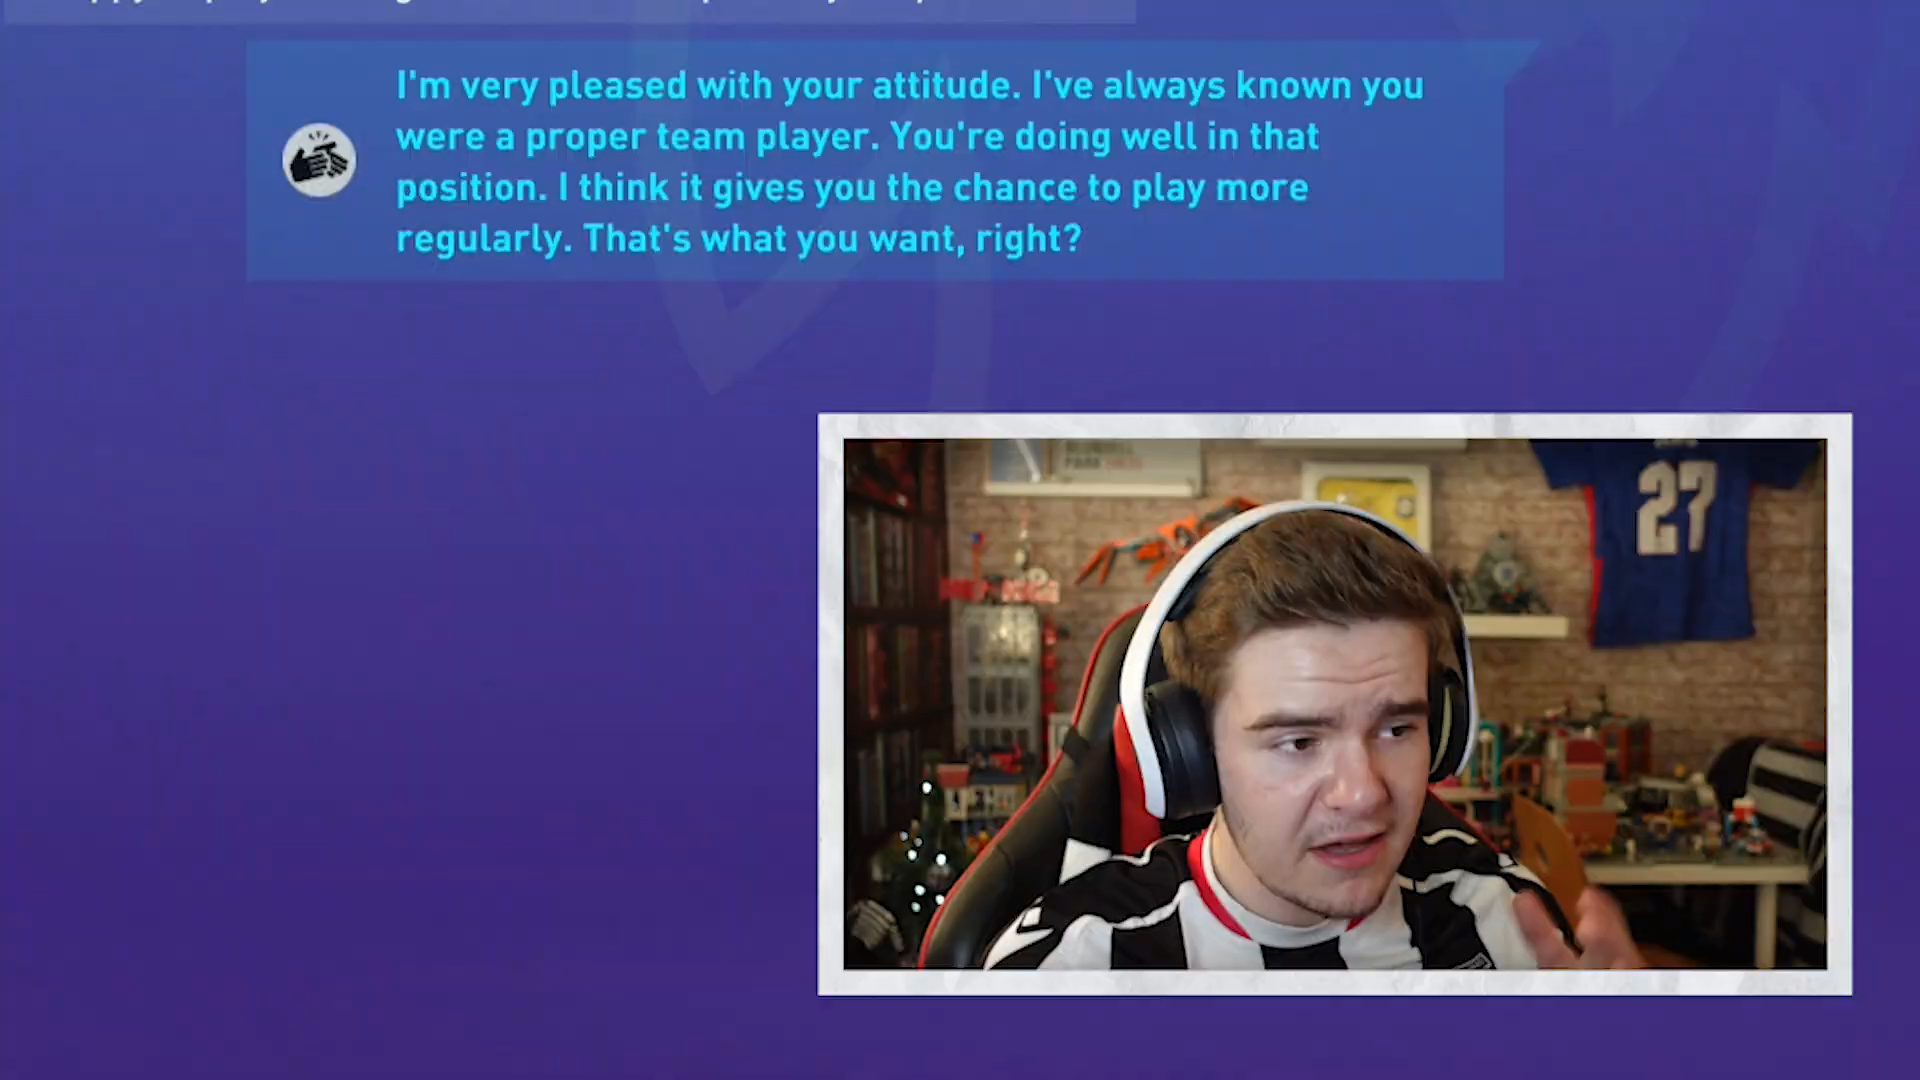 I'm very pleased with your attitude. I've always known you
were a proper team player. You're doing well in that
position. I think it gives you the chance to play more
regularly. That's what you want, right?
27